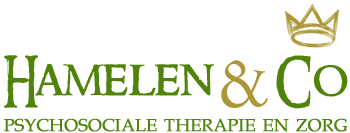 HAMELEN & CO
PSYCHOSOCIALE THERAPIE EN ZORG